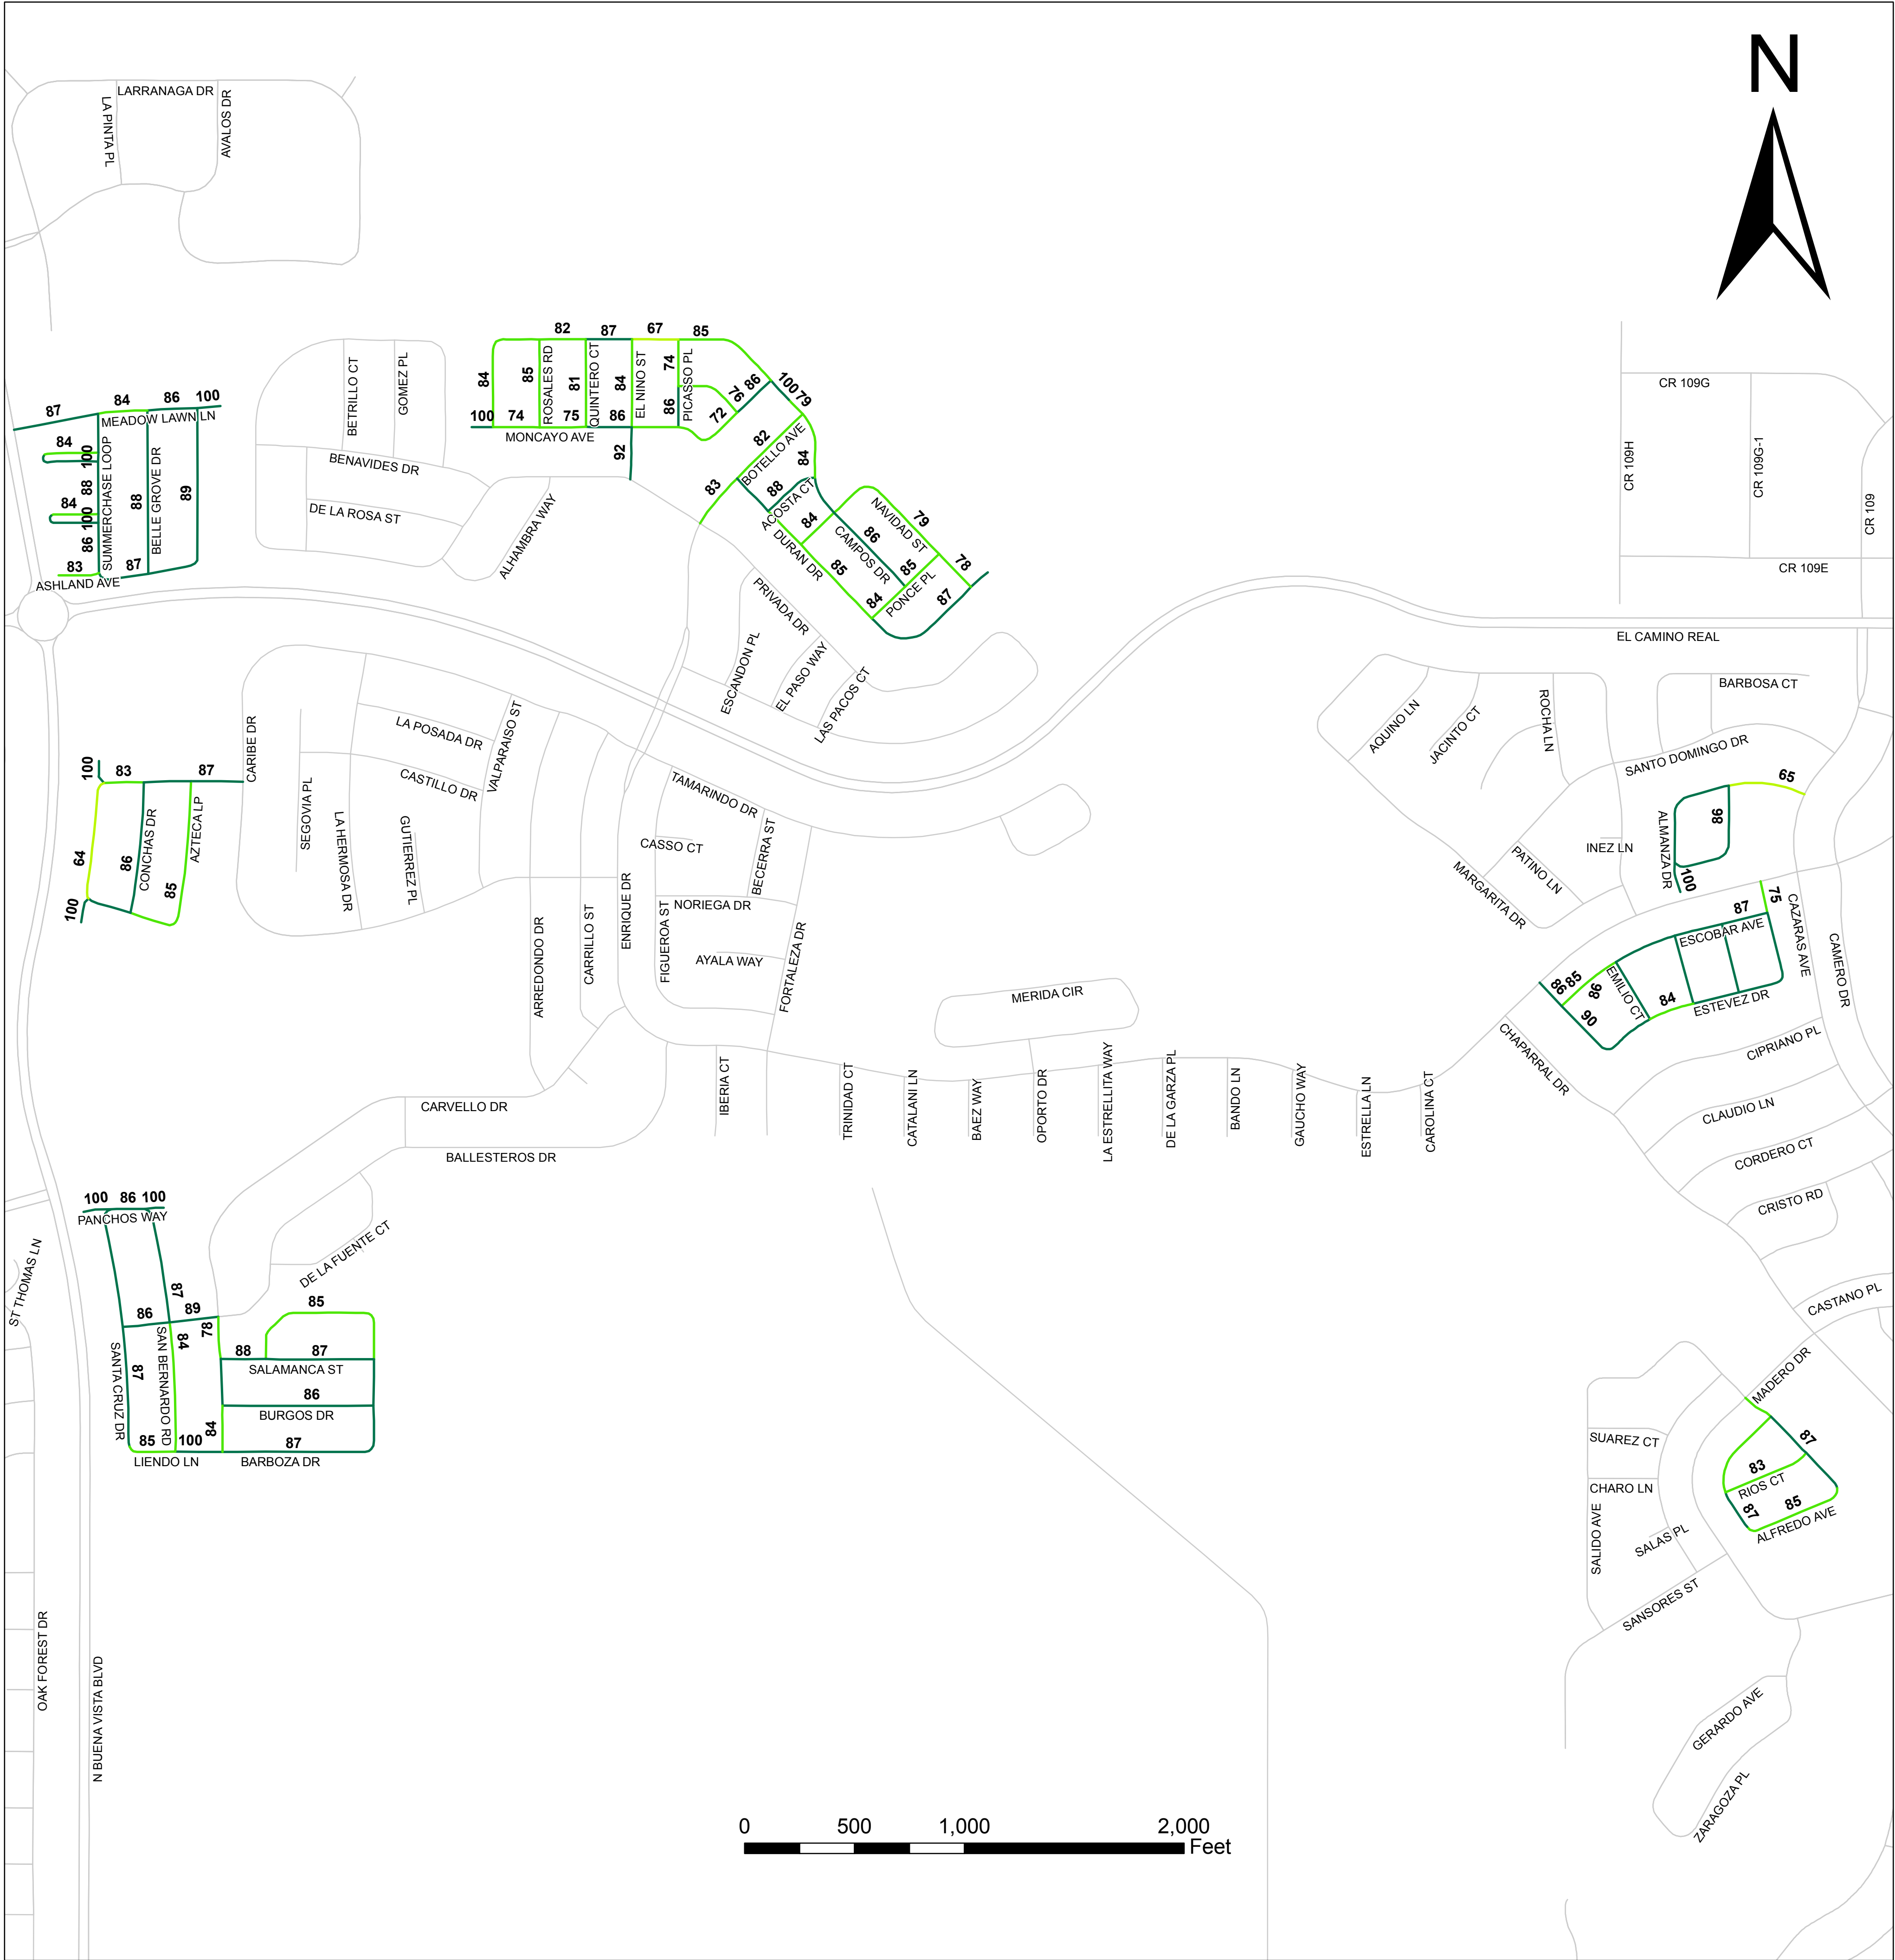 N
LARRANAGA DR
LA PINTA PL
AVALOS DR
82
87
67
85
84
85
ROSALES RD
81
QUINTERO CT
84
EL NINO ST
74
PICASSO PL
86
100
74
75
86
MONCAYO AVE
92
72
76
86
100
79
BETRILLO CT
GOMEZ PL
CR 109G
CR 109H
CR 109G-1
CR 109
CR 109E
87
84
86
100
MEADOW LAWN LN
84
100
88
84
100
86
SUMMERCHASE LOOP
88
BELLE GROVE DR
89
83
87
ASHLAND AVE
BENAVIDES DR
DE LA ROSA ST
ALHAMBRA WAY
82
BOTELLO AVE
84
83
88
ACOSTA CT
84
DURAN DR
85
CAMPOS DR
86
NAVIDAD ST
79
78
85
84
PONCE PL
87
PRIVADA DR
ESCANDON PL
EL PASO WAY
LAS PACOS CT
EL CAMINO REAL
AQUINO LN
JACINTO CT
ROCHA LN
BARBOSA CT
SANTO DOMINGO DR
65
98
ALMANZA DR
100
INEZ LN
PATINO LN
MARGARITA DR
100
83
87
CARIBE DR
64
86
CONCHAS DR
AZTECA LP
85
100
SEGOVIA PL
LA HERMOSA DR
GUTIERREZ PL
LA POSADA DR
CASTILLO DR
VALPARAISO ST
TAMARINDO DR
CASSO CT
BECERRA ST
NORIEGA DR
AYALA WAY
FORTALEZA DR
FIGUEROA ST
ENRIQUE DR
CARRILLO ST
ARREDONDO DR
75
87
ESCOBAR AVE
CAZARAS AVE
CAMERO DR
86
85
86
EMILIO CT
90
84
ESTEVEZ DR
MERIDA CIR
CHAPARRAL DR
CIPRIANO PL
CLAUDIO LN
CORDERO CT
CRISTO RD
CASTANO PL
IBERIA CT
TRINIDAD CT
CATALANI LN
BAEZ WAY
OPORTO DR
LA ESTRELLITA WAY
DE LA GARZA PL
BANDO LN
GAUCHO WAY
ESTRELLA LN
CAROLINA CT
CARVELLO DR
BALLESTEROS DR
DE LA FUENTE CT
100
86
100
PANCHOS WAY
ST THOMAS LN
87
86
89
84
78
85
88
87
SALAMANCA ST
86
BURGOS DR
SANTA CRUZ DR
87
SAN BERNARDO RD
84
85
100
87
LIENDO LN
BARBOZA DR
MADERO DR
87
83
RIOS CT
87
85
ALFREDO AVE
SUAREZ CT
CHARO LN
SALIDO AVE
SALAS PL
SANSORES ST
GERARDO AVE
ZARAGOZA PL
OAK FOREST DR
N BUENA VISTA BLVD
0 500 1,000 2,000
Feet